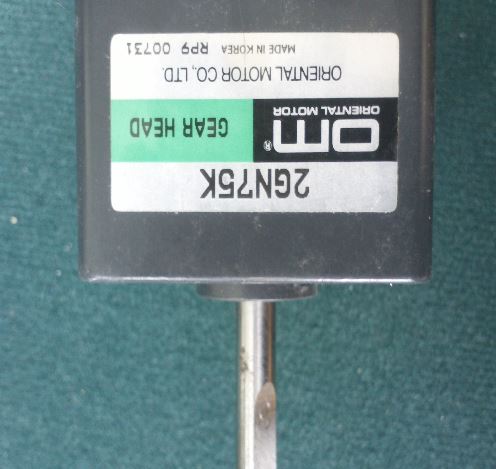 2GN75K
OM® GEAR HEAD
ORIENTAL MOTOR
ORIENTAL MOTOR CO., LTD.
MADE IN KOREA RP9 00731